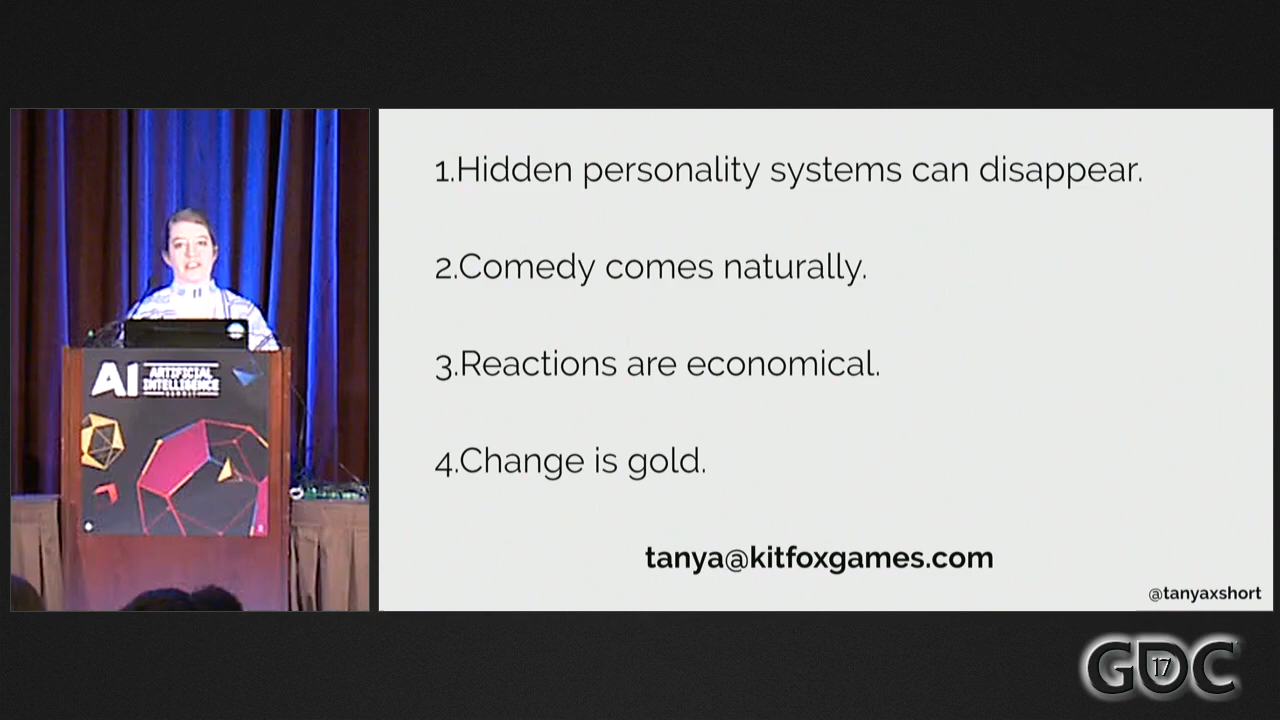 AI ARTIFICIAL
INTELLIGENCE
SUMMIT
1.Hidden personality systems can disappear.
2.Comedy comes naturally.
3.Reactions are economical.
4.Change is gold.
tanya@kitfoxgames.com
@tanyaxshort
GDC
17